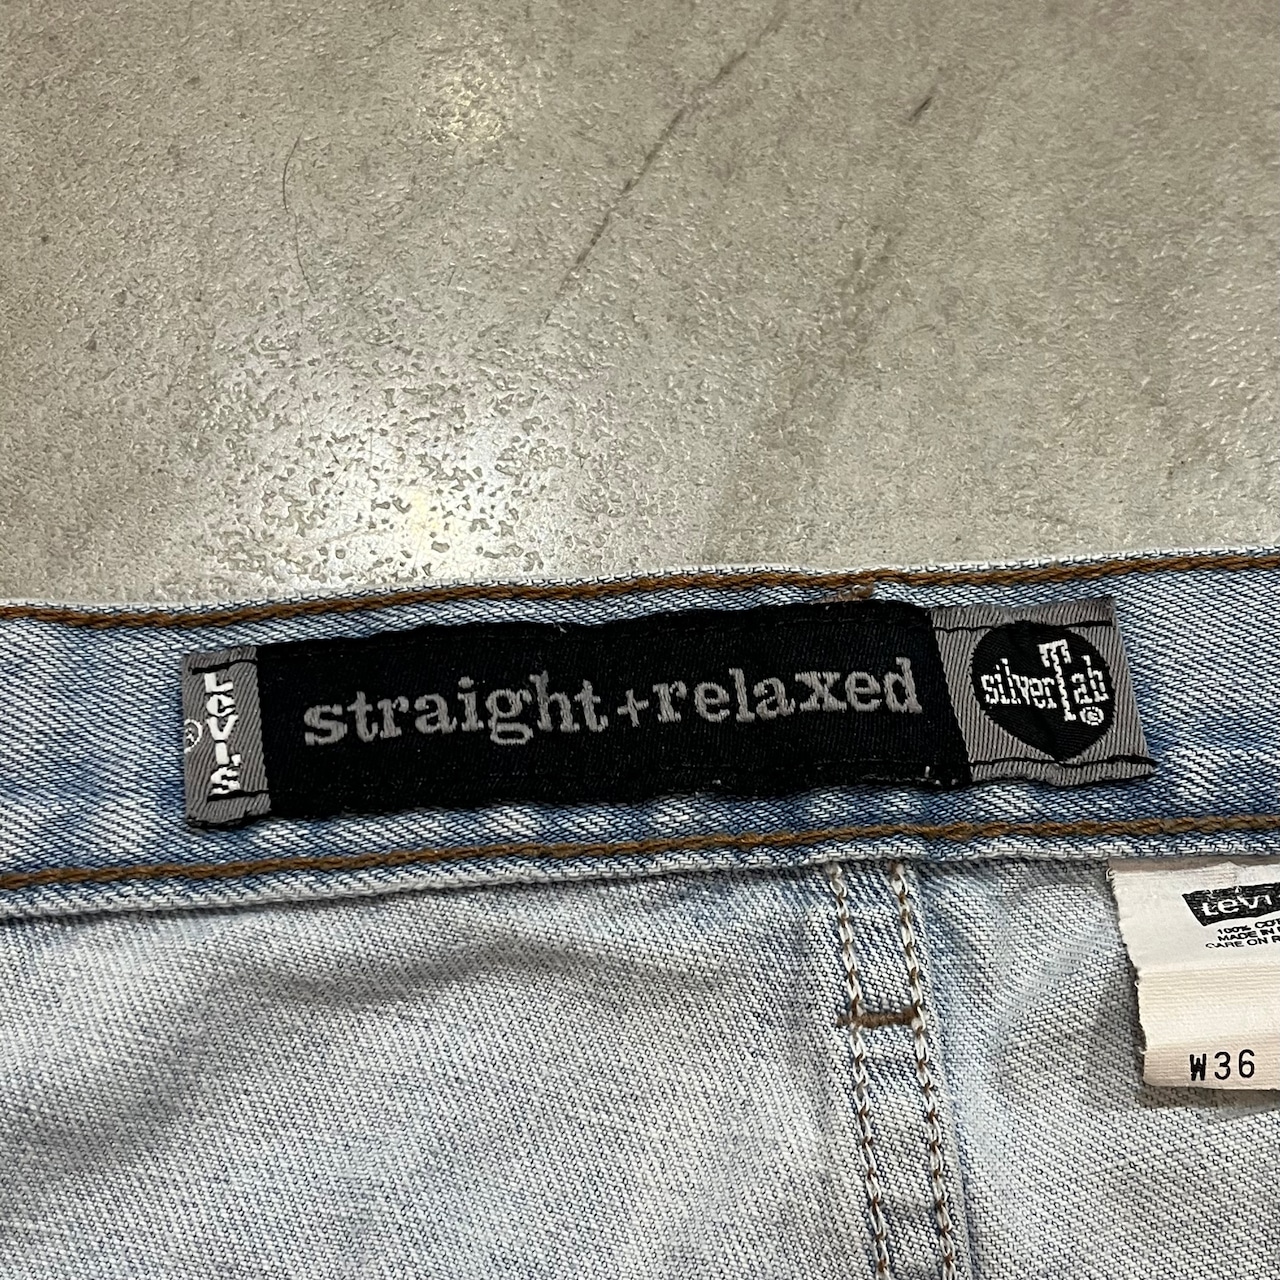 LEVI'S ®
straight+relaxed
silverTab ®
LEVI
100% COT
MADE IN
CARE ON
W36